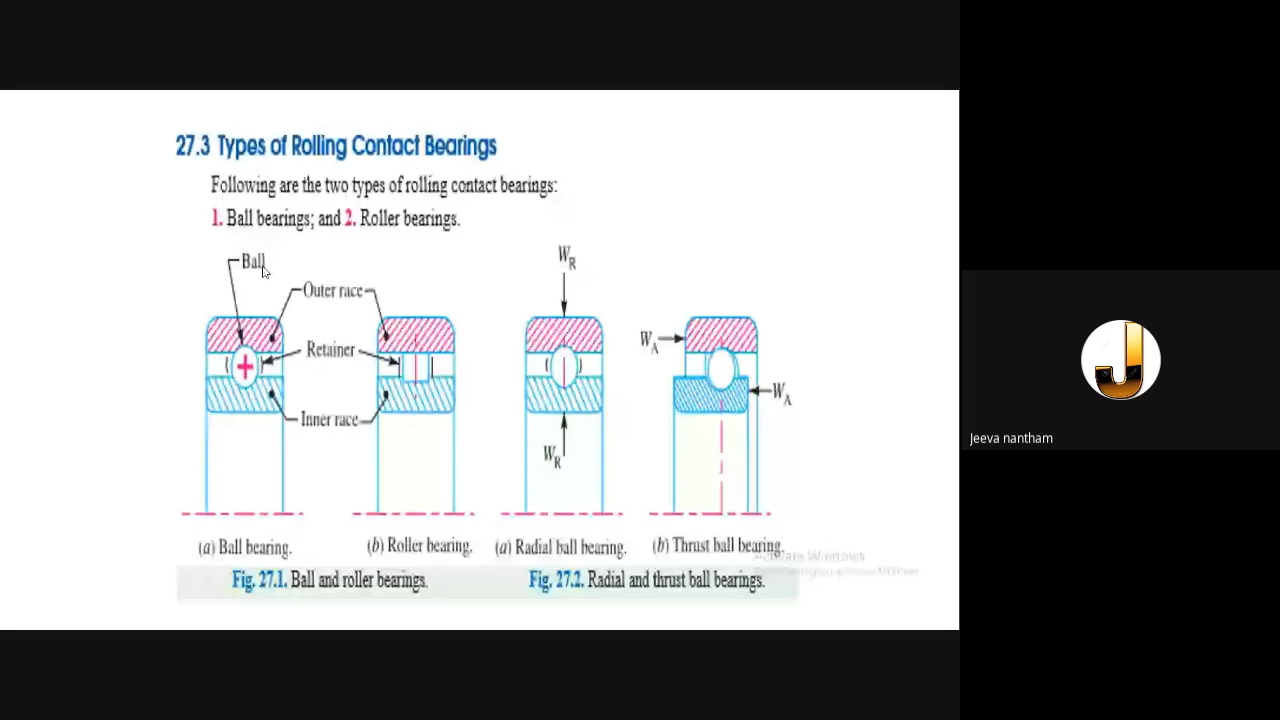 27.3 Types of Rolling Contact Bearings
Following are the two types of rolling contact bearings:
1. Ball bearings; and 2. Roller bearings.
Ball
Outer race
Retainer
Inner race
WR
WR
WA
WA
(a) Ball bearing.
(b) Roller bearing.
(a) Radial ball bearing.
(b) Thrust ball bearing.
Fig. 27.1. Ball and roller bearings.
Fig. 27.2. Radial and thrust ball bearings.
Windows
Jeeva nantham
J